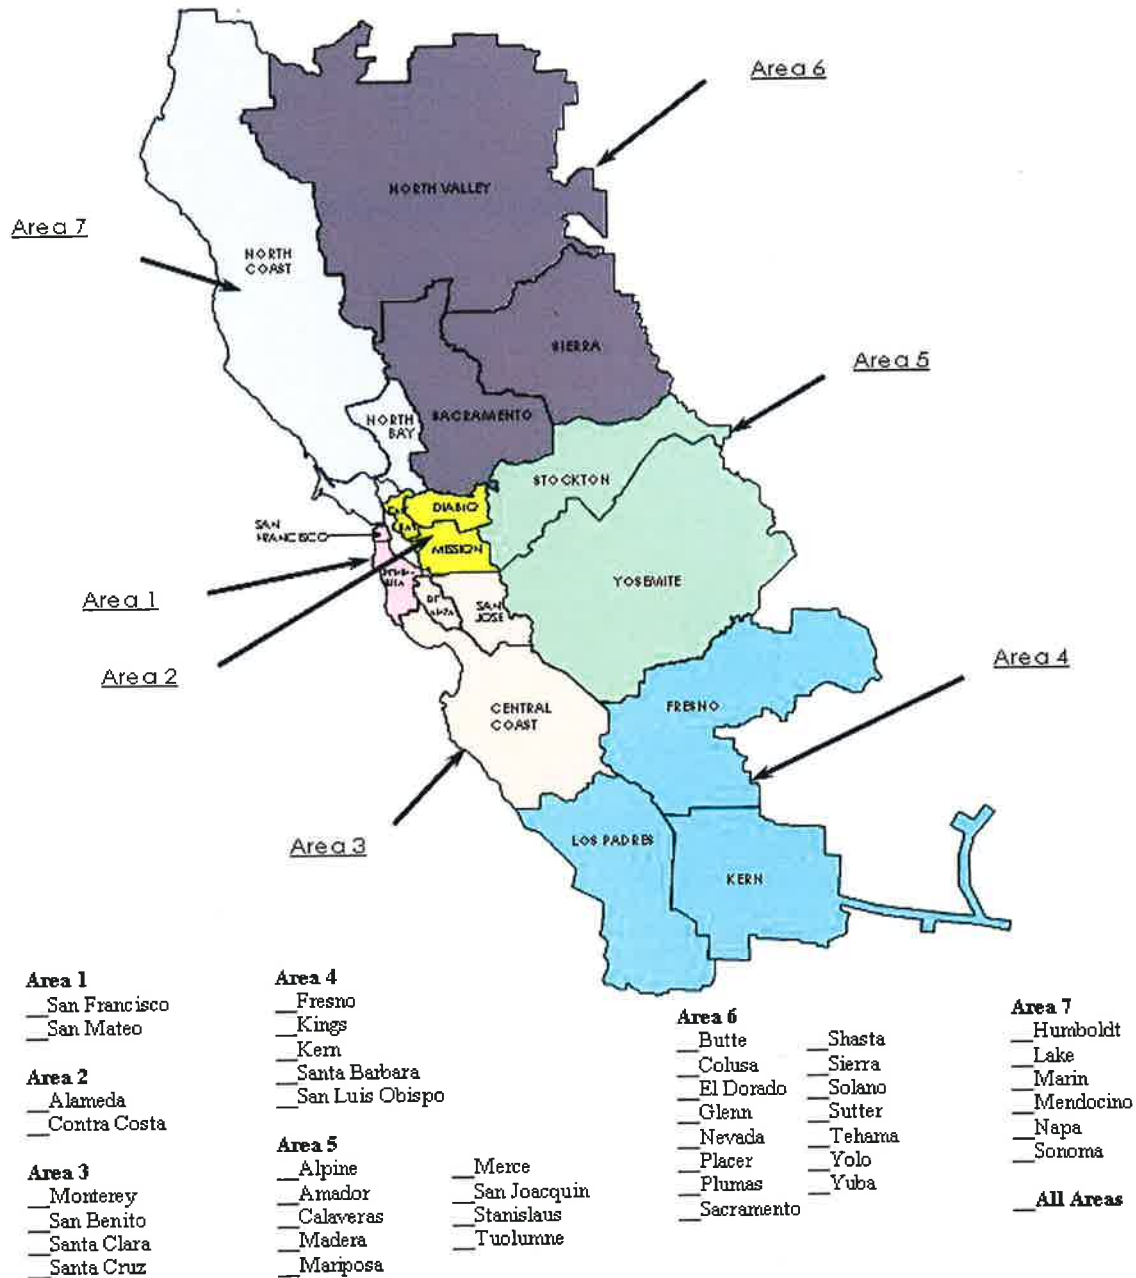 Area 6
NORTH VALLEY
Area 7
NORTH
COAST
SIERRA
Area 5
NORTH
BAY
SACRAMENTO
STOCKTON
DIABLO
SAN
FRANCISCO
MISSION
YOSEMITE
Area 1
SAN
JOSE
Area 2
Area 4
FRESNO
CENTRAL
COAST
Area 3
LOS PADRES
KERN
Area 1
__San Francisco
__San Mateo
Area 2
__Alameda
__Contra Costa
Area 3
__Monterey
__San Benito
__Santa Clara
__Santa Cruz
Area 4
__Fresno
__Kings
__Kern
__Santa Barbara
__San Luis Obispo
Area 5
__Alpine
__Amador
__Calaveras
__Madera
__Mariposa
__Merce
__San Joacquin
__Stanislaus
__Tuolumne
Area 6
__Butte
__Colusa
__El Dorado
__Glenn
__Nevada
__Placer
__Plumas
__Sacramento
__Shasta
__Sierra
__Solano
__Sutter
__Tehama
__Yolo
__Yuba
Area 7
__Humboldt
__Lake
__Marin
__Mendocino
__Napa
__Sonoma
__All Areas